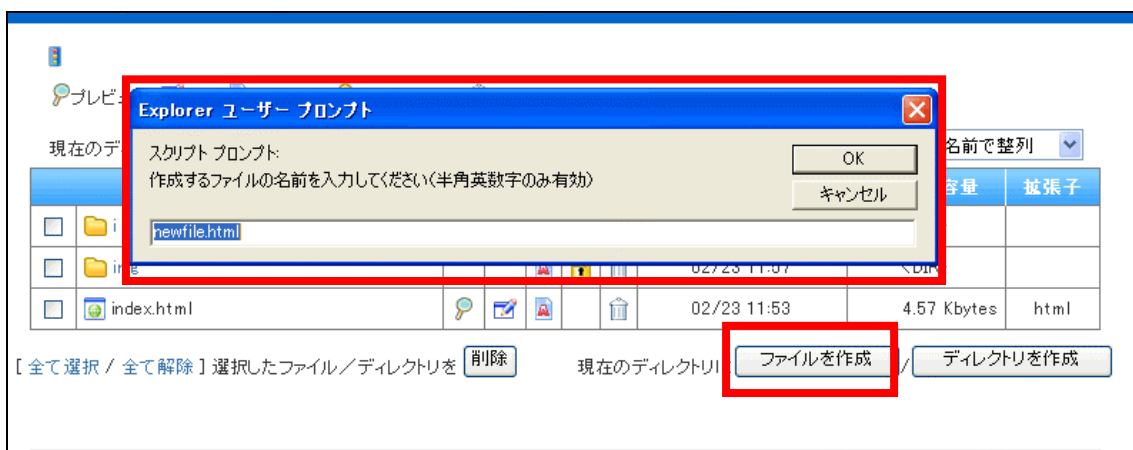 プレビュ
Explorer ユーザー プロンプト
スクリプト プロンプト:
作成するファイルの名前を入力してください(半角英数字のみ有効)
OK
キャンセル
newfile.html
現在のデ
名前で整列
容量 拡張子
i
img 02/23 11:57 <DIR>
index.html 02/23 11:53 4.57 Kbytes html
[ 全て選択 / 全て解除 ] 選択したファイル／ディレクトリを 削除 現在のディレクトリに ファイルを作成 / ディレクトリを作成